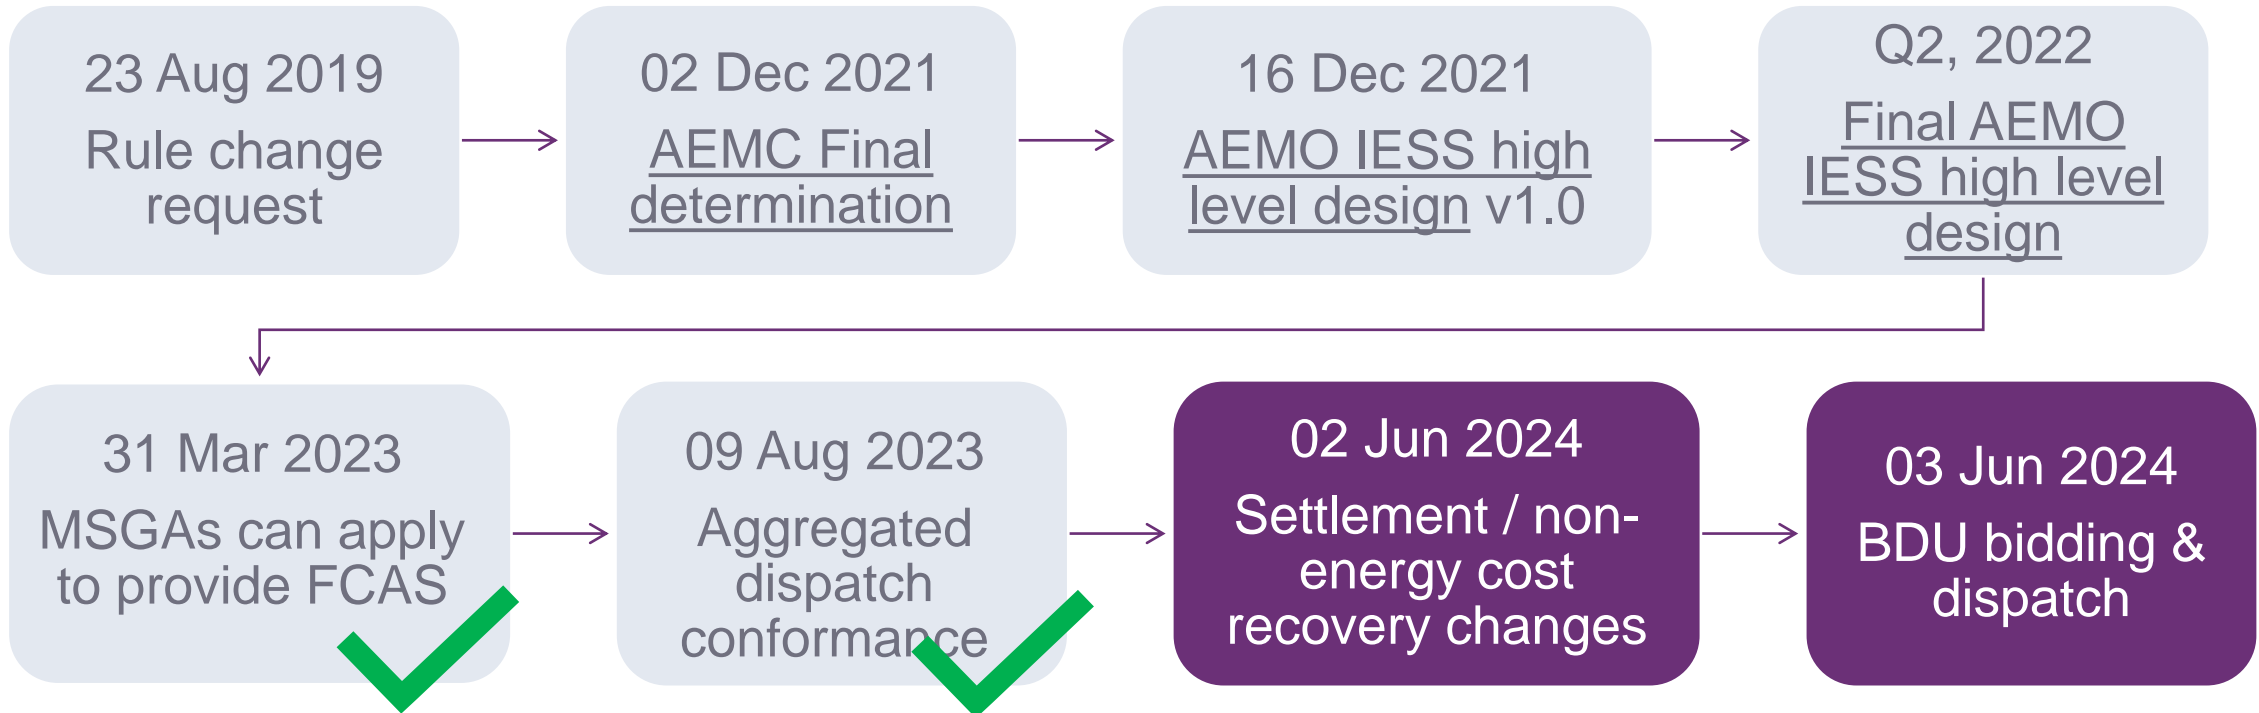 23 Aug 2019
Rule change
request
02 Dec 2021
AEMC Final
determination
16 Dec 2021
AEMO IESS high
level design v1.0
Q2, 2022
Final AEMO
IESS high level
design
31 Mar 2023
MSGAs can apply
to provide FCAS
09 Aug 2023
Aggregated
dispatch
conformance
02 Jun 2024
Settlement / non-
energy cost
recovery changes
03 Jun 2024
BDU bidding &
dispatch